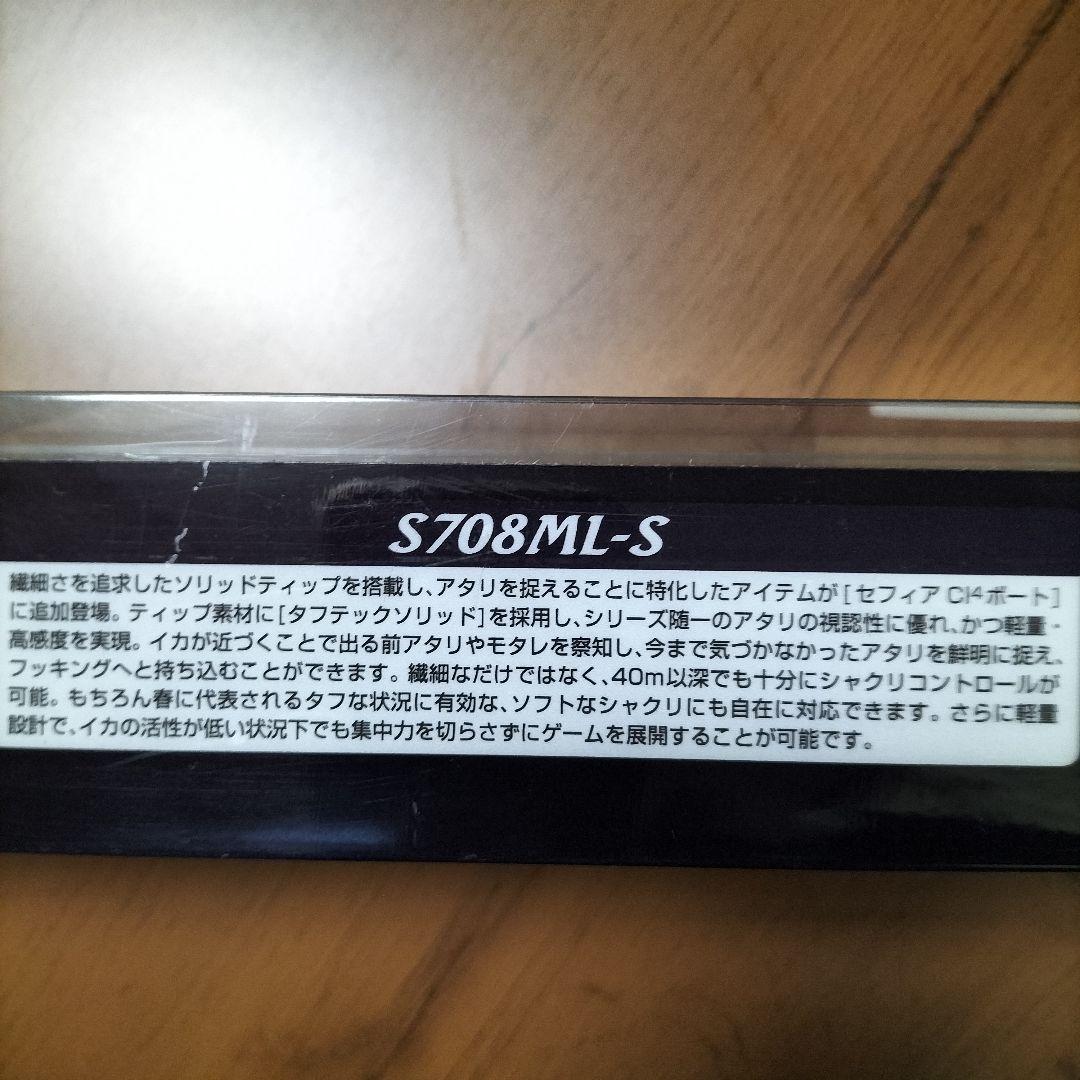 S708ML-S
繊細さを追求したソリッドティップを搭載し、アタリを捉えることに特化したアイテムが[セフィア CI4ボート]
に追加登場。ティップ素材に[タフテックソリッド]を採用し、シリーズ随一のアタリの視認性に優れ、かつ軽量・
高感度を実現。イカが近づくことで出る前アタリやモタレを察知し、今まで気づかなかったアタリを鮮明に捉え、
フッキングへと持ち込むことができます。繊細なだけではなく、40m以深でも十分にシャクリコントロールが
可能。もちろん春に代表されるタフな状況に有効な、ソフトなシャクリにも自在に対応できます。さらに軽量
設計で、イカの活性が低い状況下でも集中力を切らさずにゲームを展開することが可能です。